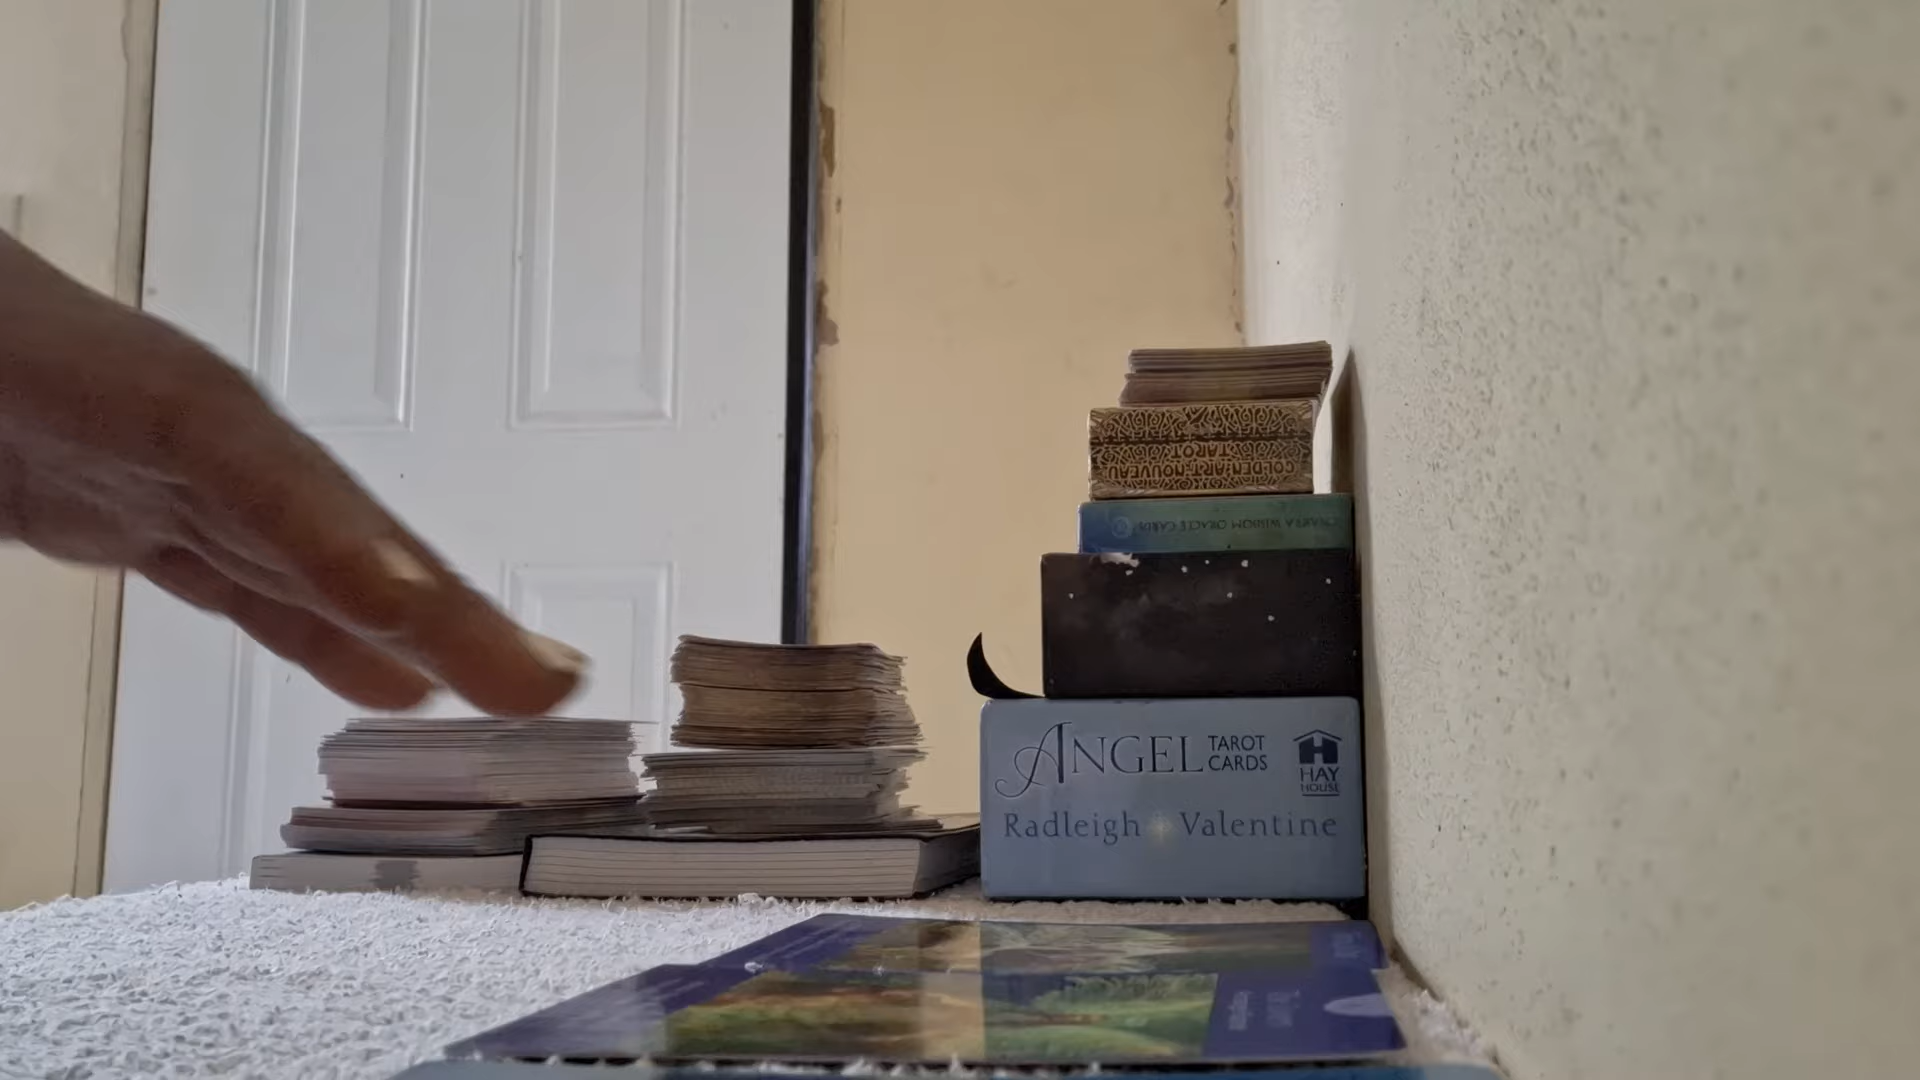 GOLDEN ART NOUVEAU
TAROT
CHAKRA WISDOM ORACLE CARDS
ANGEL TAROT
CARDS
HAY
HOUSE
Radleigh Valentine